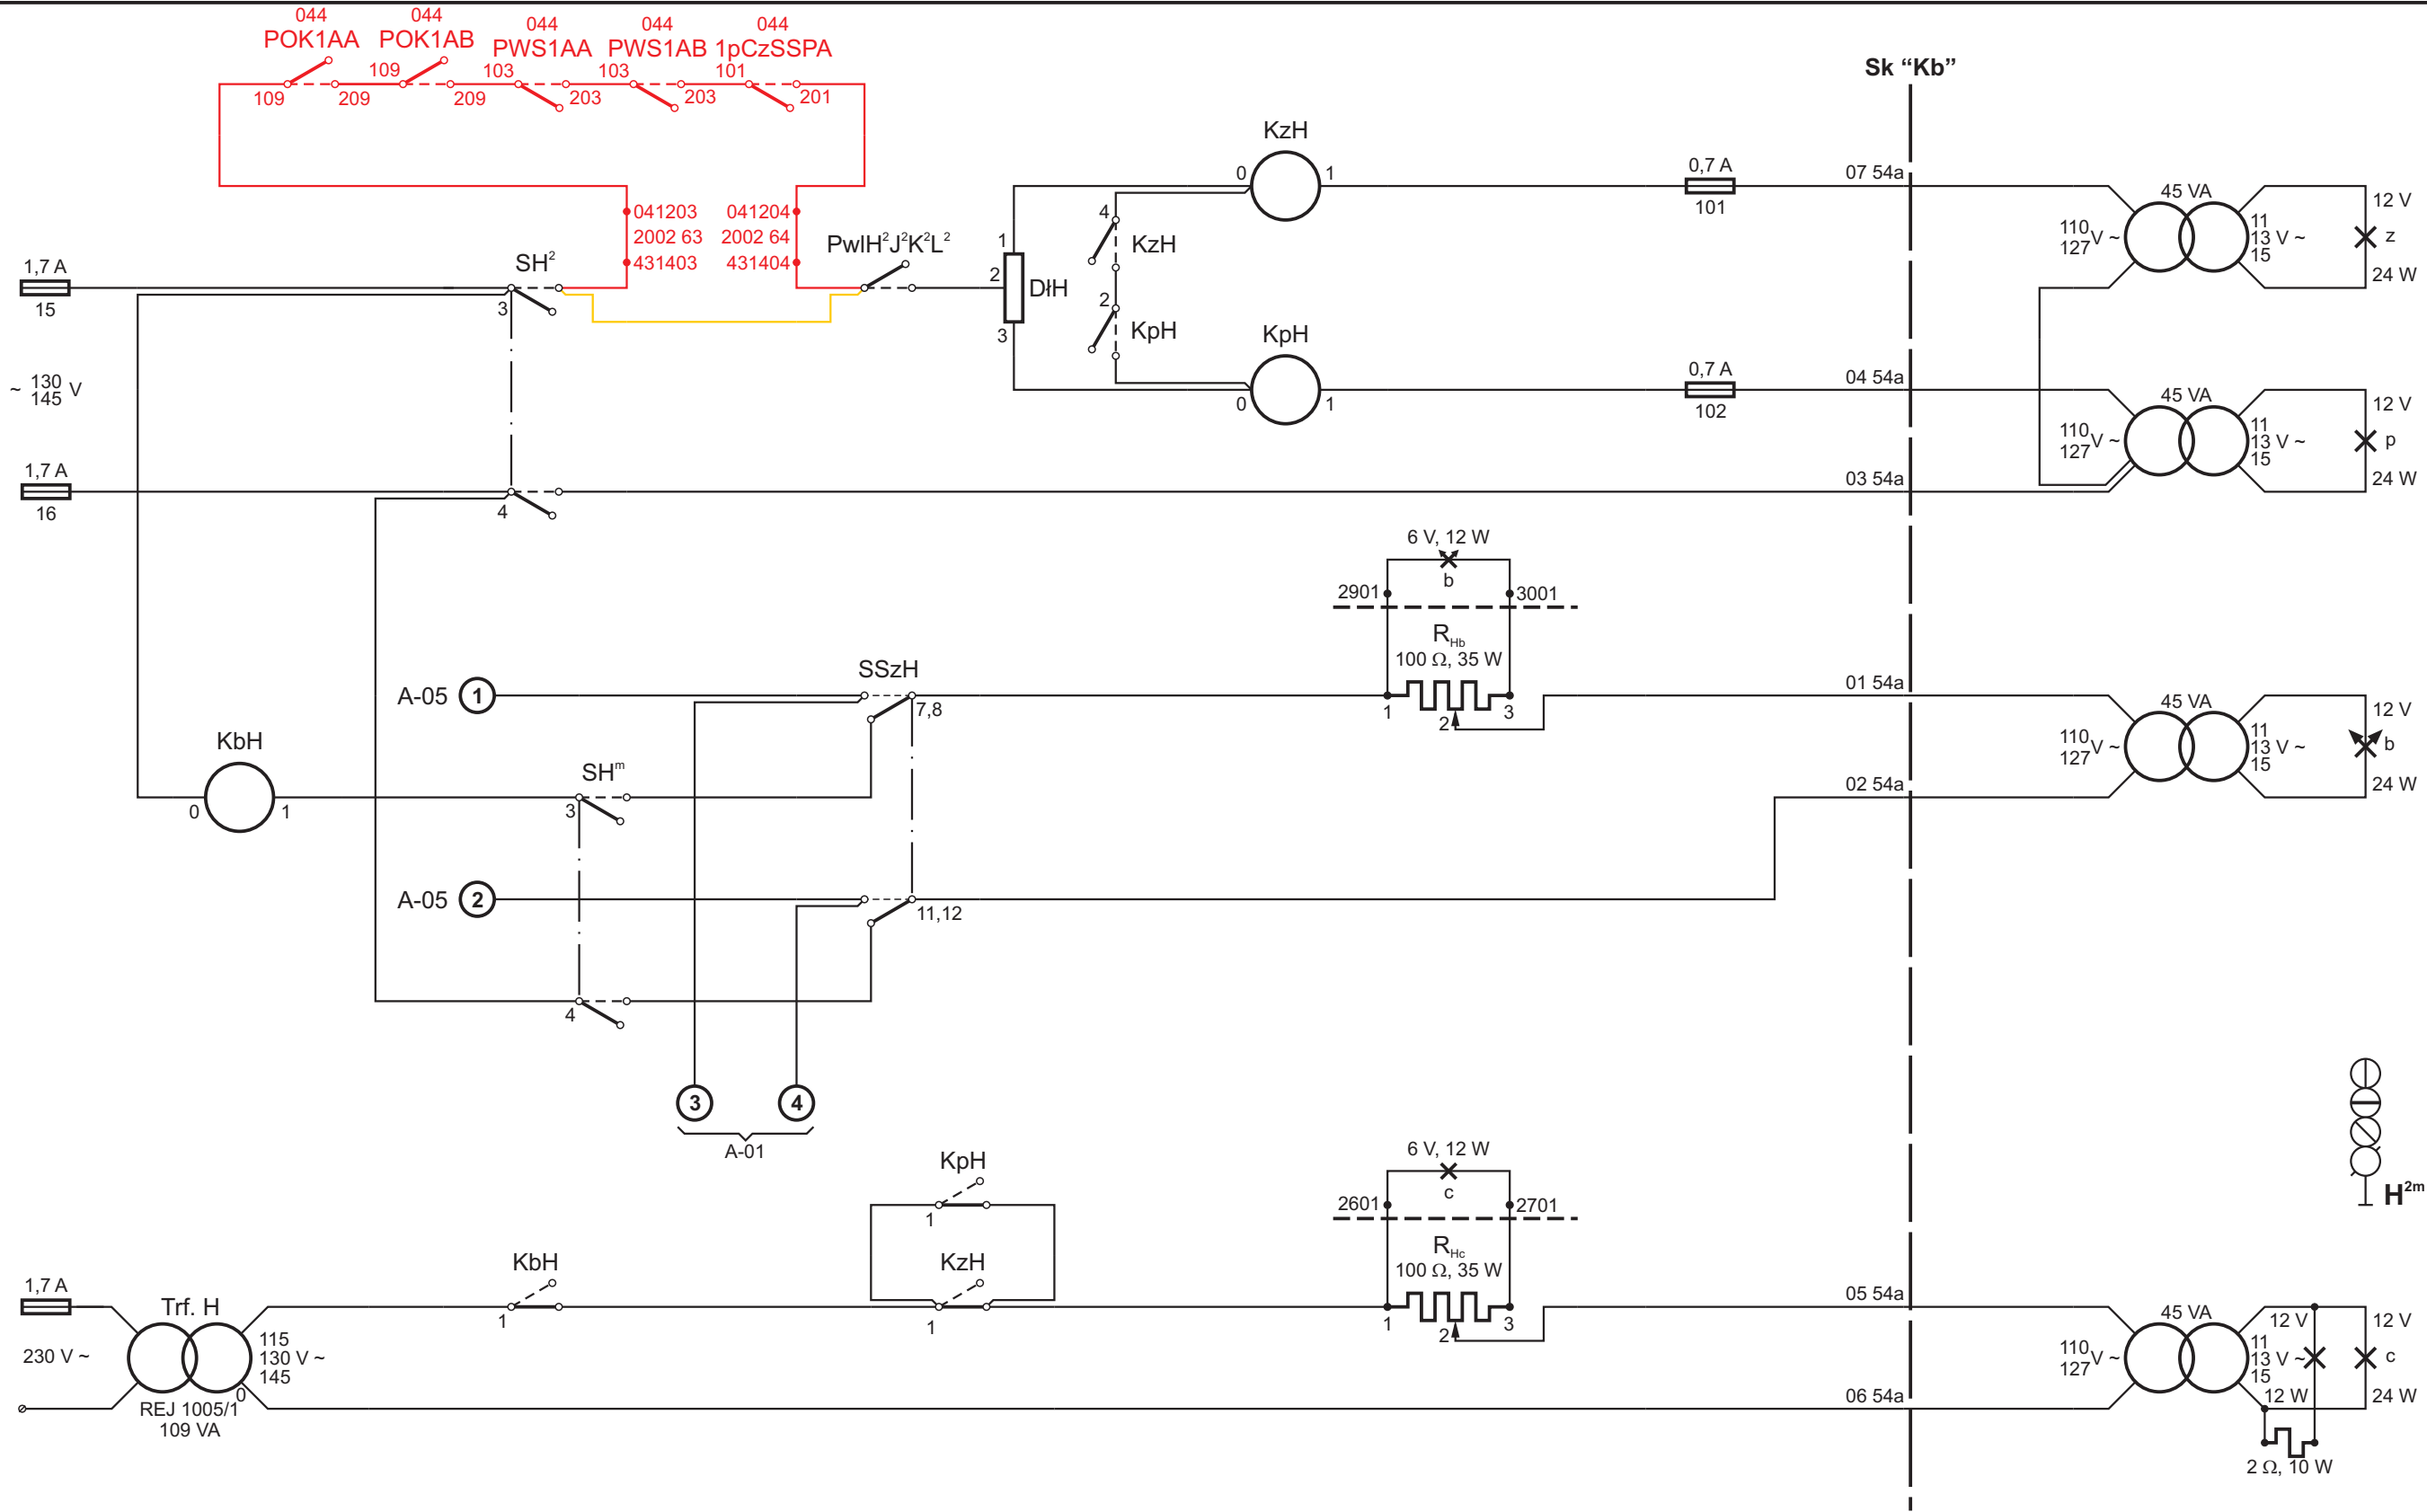 044
044
044
044
044
POK1AA
POK1AB
PWS1AA
PWS1AB
1pCzSSPA
109
209
109
209
103
203
103
203
101
201
Sk “Kb”
041203
2002 63
431403
041204
2002 64
431404
1,7 A
15
SH²
3
PwlH²J²K²L²
1
2
3
DłH
4
KzH
2
KpH
KzH
0
1
KpH
0
1
0,7 A
101
07 54a
0,7 A
102
04 54a
~ 130
145 V
1,7 A
16
4
03 54a
45 VA
110
127 V ~
11
13 V ~
15
12 V
z
24 W
45 VA
110
127 V ~
11
13 V ~
15
12 V
p
24 W
6 V, 12 W
b
2901
3001
R Hb
100 Ω, 35 W
1
2
3
A-05 1
SSzH
7,8
01 54a
45 VA
110
127 V ~
11
13 V ~
15
12 V
b
24 W
KbH
0
1
SHᵐ
3
02 54a
A-05 2
11,12
4
3
4
A-01
H²ᵐ
KpH
1
6 V, 12 W
c
2601
2701
R Hc
100 Ω, 35 W
1
2
3
1,7 A
230 V ~
Trf. H
115
130 V ~
145
0
REJ 1005/1
109 VA
KbH
1
KzH
1
05 54a
06 54a
45 VA
110
127 V ~
11
13 V ~
15
12 V
12 W
12 V
c
24 W
2 Ω, 10 W